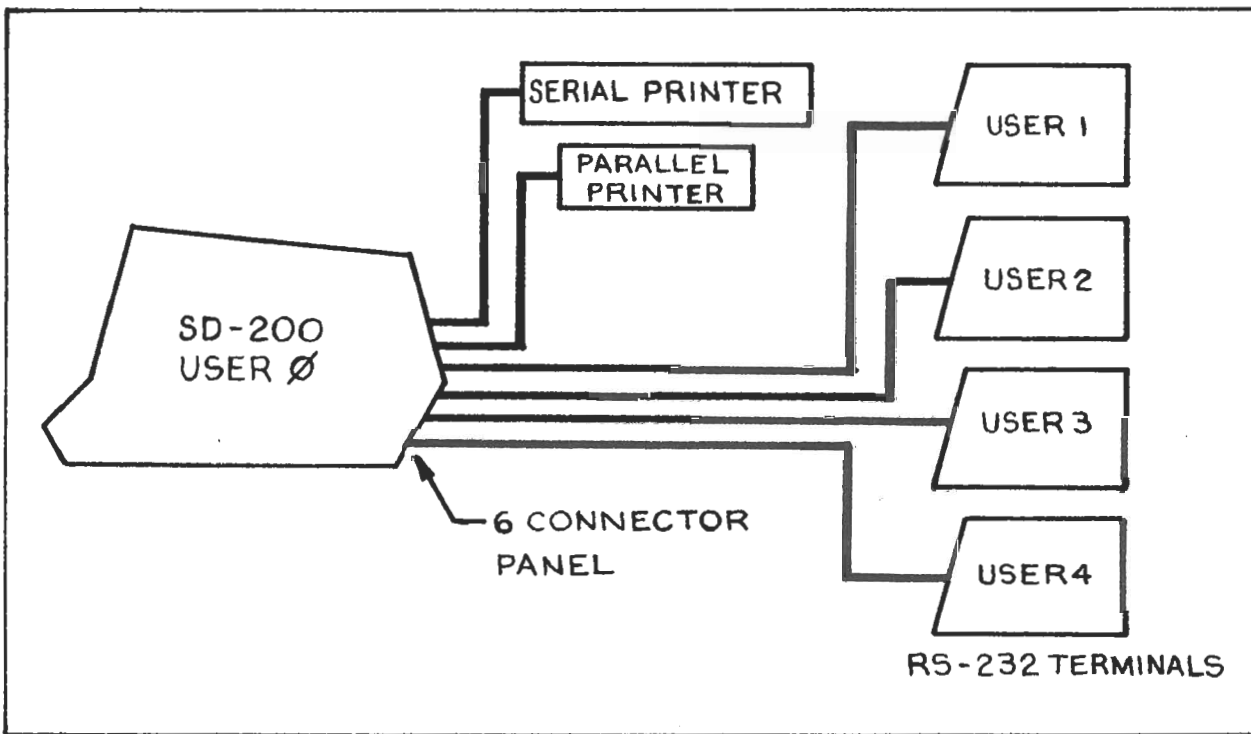 SERIAL PRINTER
PARALLEL
PRINTER
SD-200
USER Ø
USER 1
USER 2
USER 3
USER 4
6 CONNECTOR
PANEL
RS-232 TERMINALS